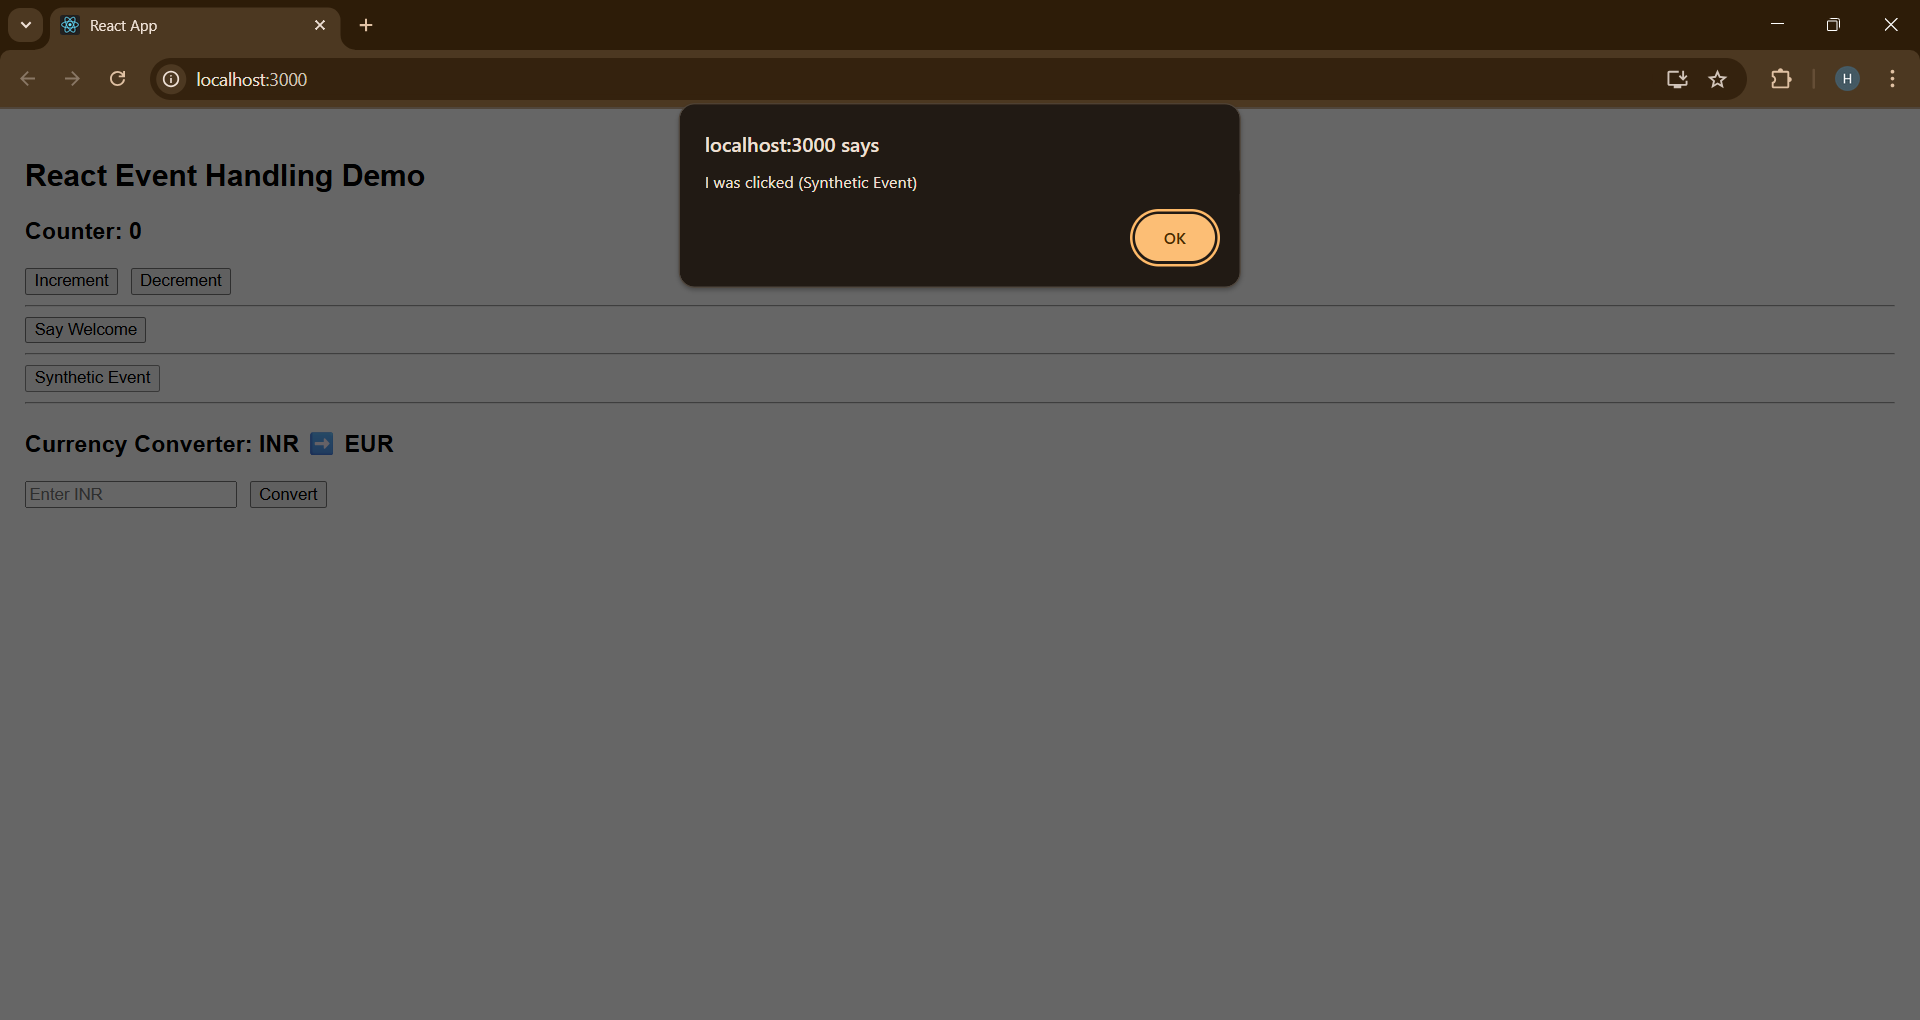 React App
localhost:3000
H
localhost:3000 says
I was clicked (Synthetic Event)
OK
React Event Handling Demo
Counter: 0
Increment Decrement
Say Welcome
Synthetic Event
Currency Converter: INR ➡️ EUR
Enter INR Convert